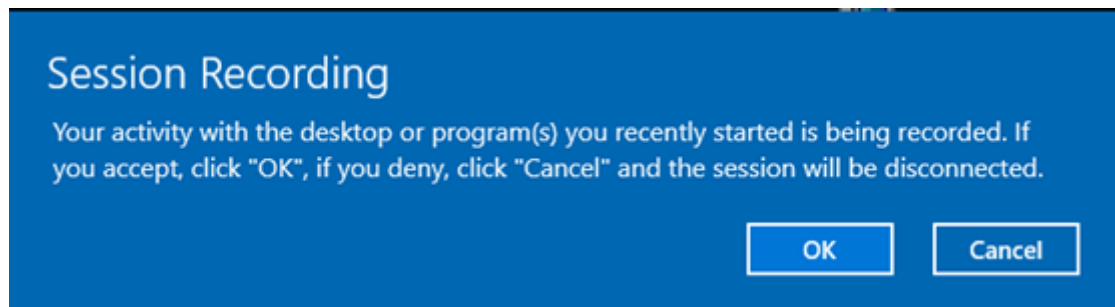 Session Recording
Your activity with the desktop or program(s) you recently started is being recorded. If
you accept, click "OK", if you deny, click "Cancel" and the session will be disconnected.
OK Cancel